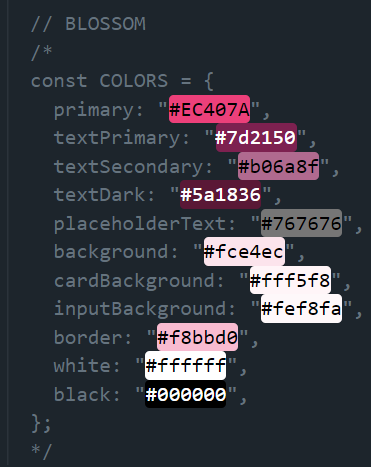 // BLOSSOM
/*
const COLORS = {
  primary: "#EC407A",
  textPrimary: "#7d2150",
  textSecondary: "#b06a8f",
  textDark: "#5a1836",
  placeholderText: "#767676",
  background: "#fce4ec",
  cardBackground: "#fff5f8",
  inputBackground: "#fef8fa",
  border: "#f8bbd0",
  white: "#ffffff",
  black: "#000000",
};
*/